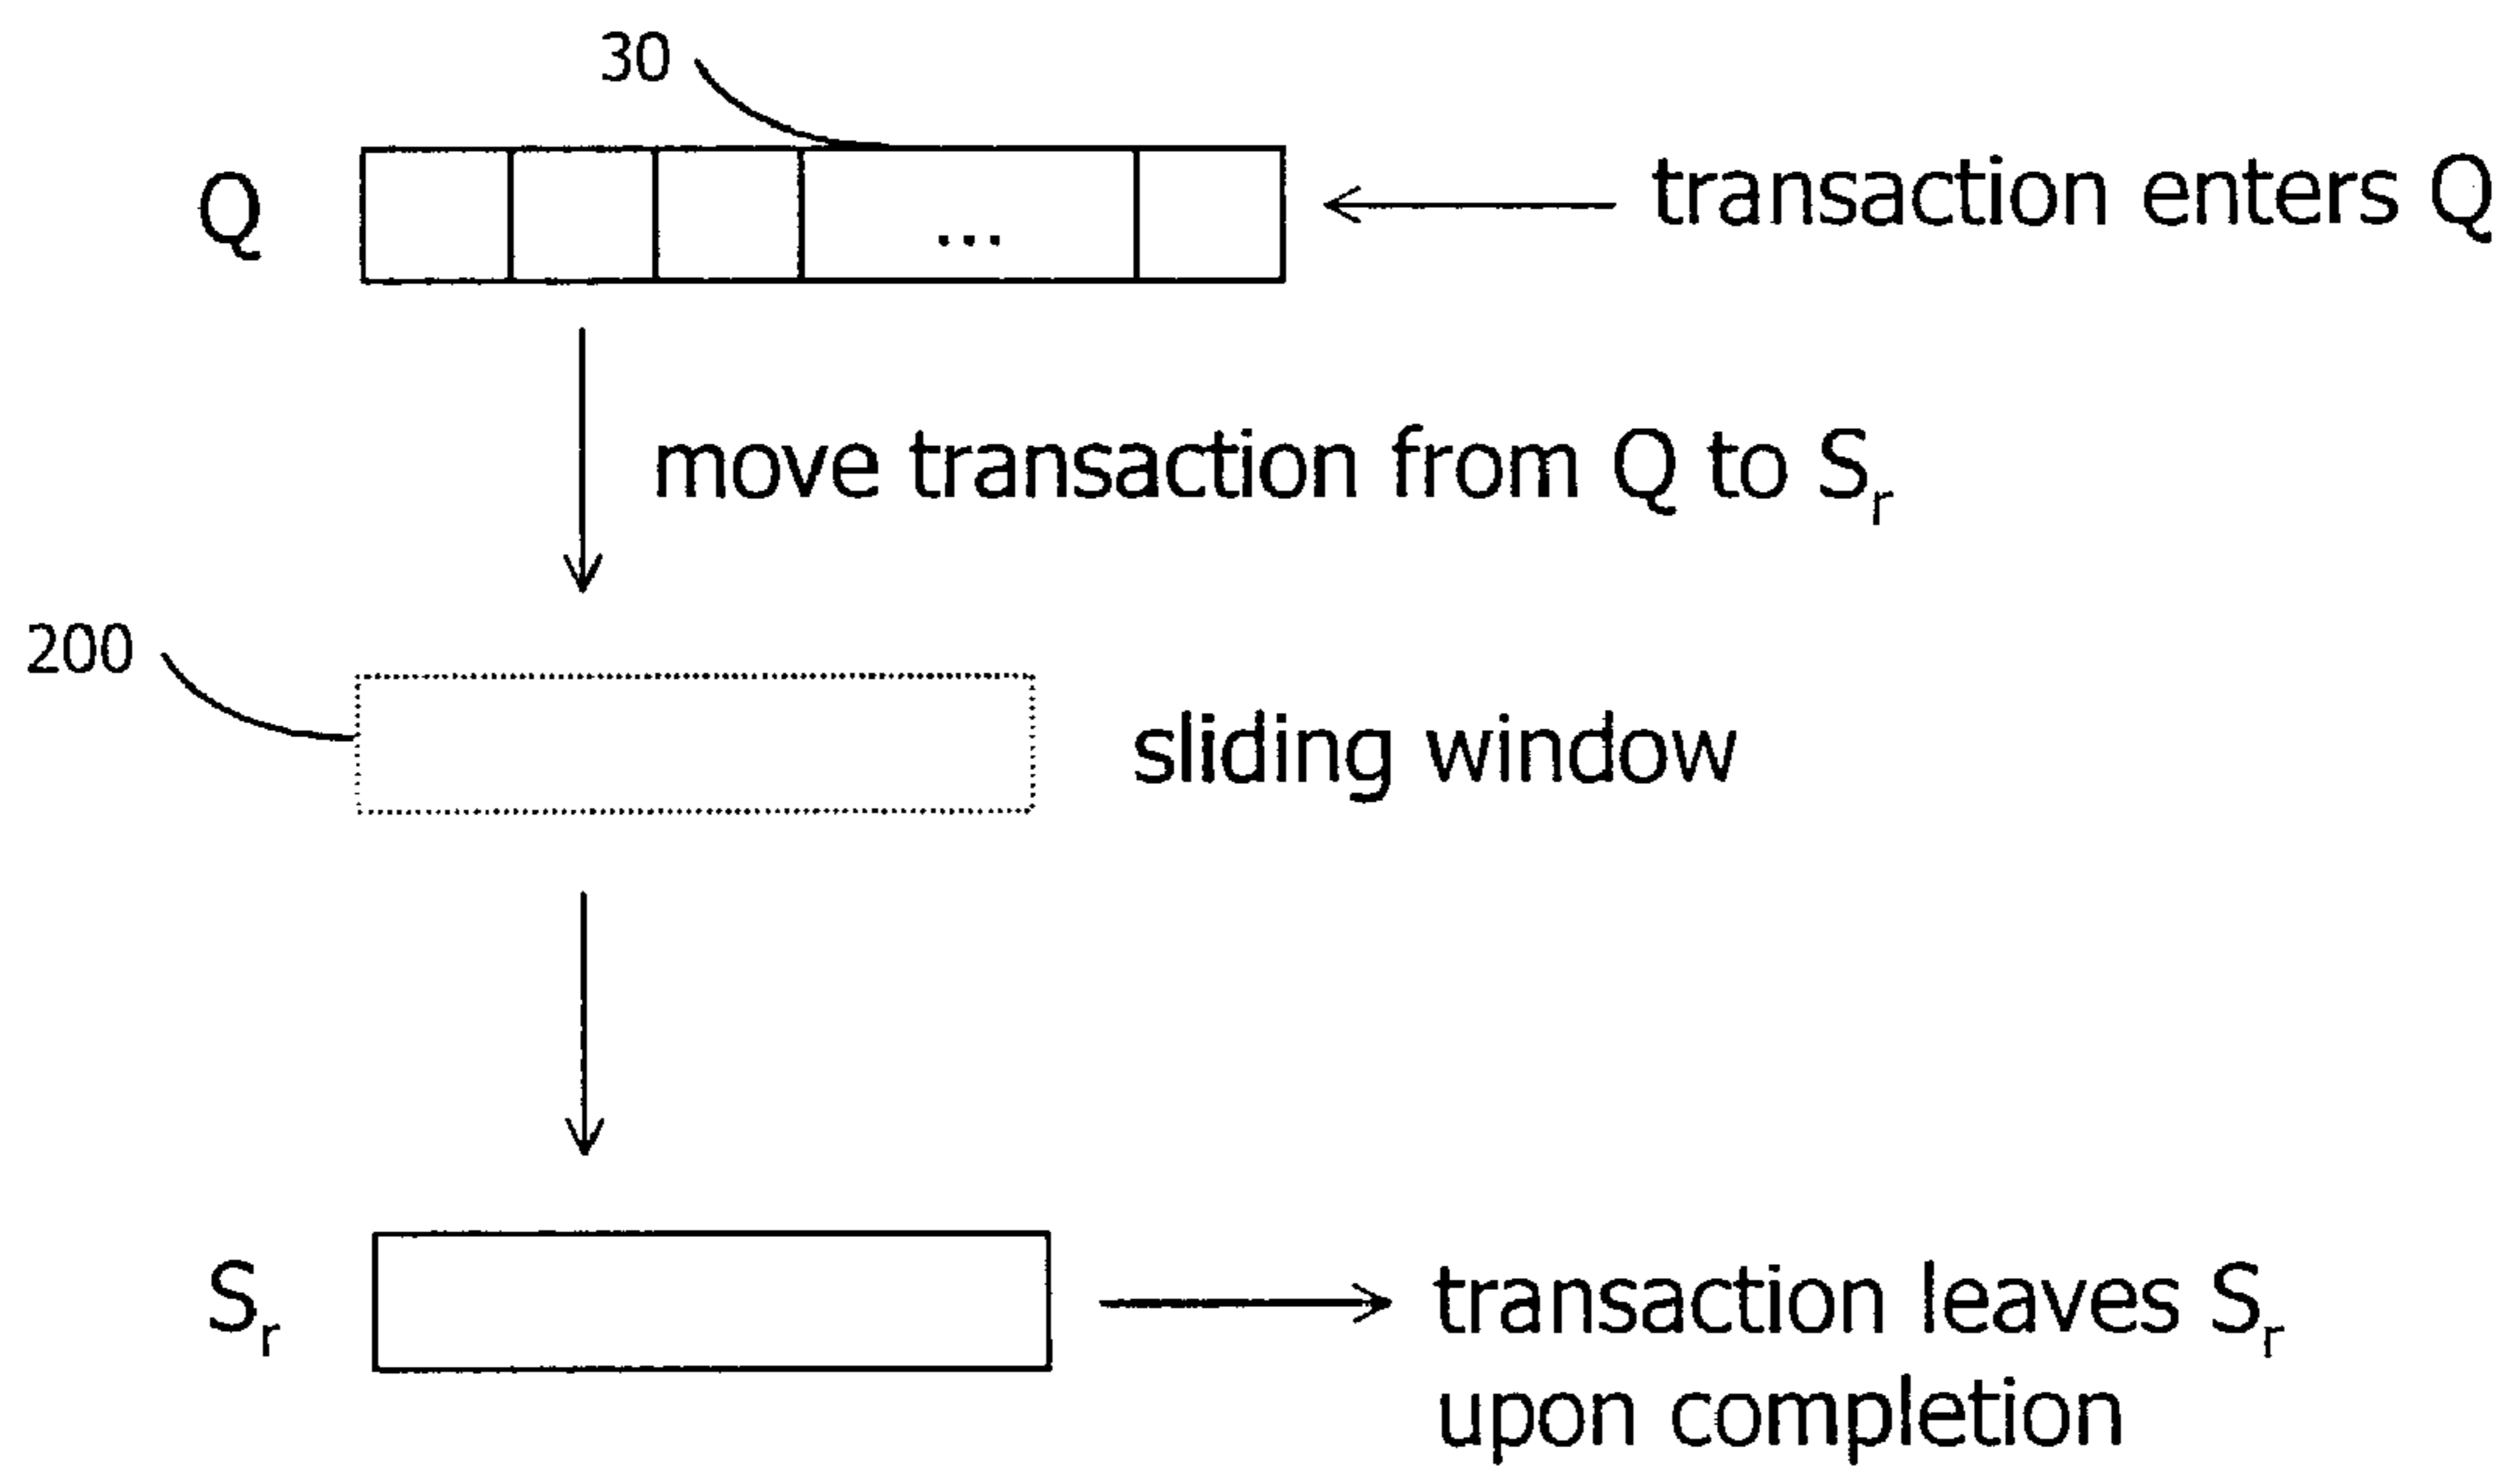 30
Q
...
transaction enters Q
move transaction from Q to Sr
200
sliding window
Sr
transaction leaves Sr
upon completion